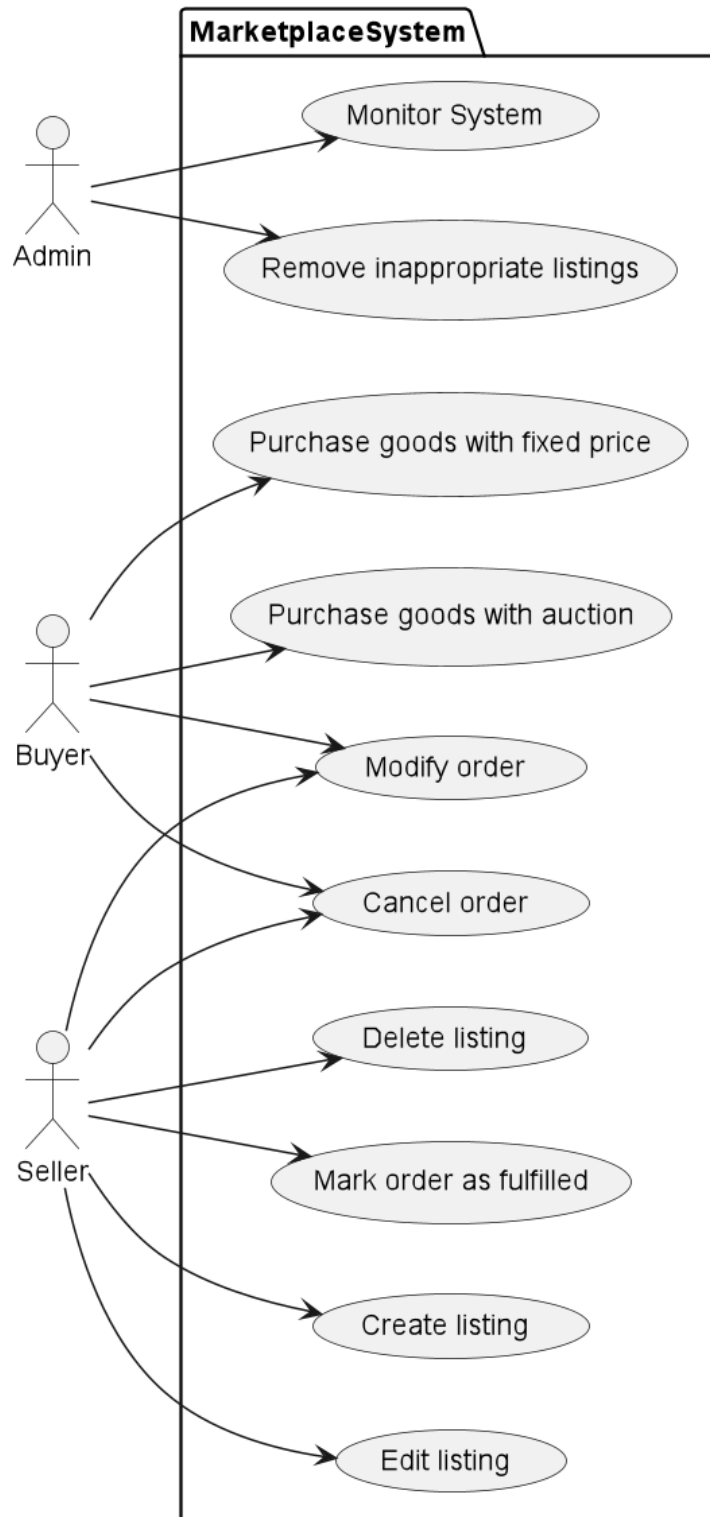 MarketplaceSystem
Monitor System
Admin
Remove inappropriate listings
Purchase goods with fixed price
Purchase goods with auction
Buyer
Modify order
Cancel order
Delete listing
Seller
Mark order as fulfilled
Create listing
Edit listing